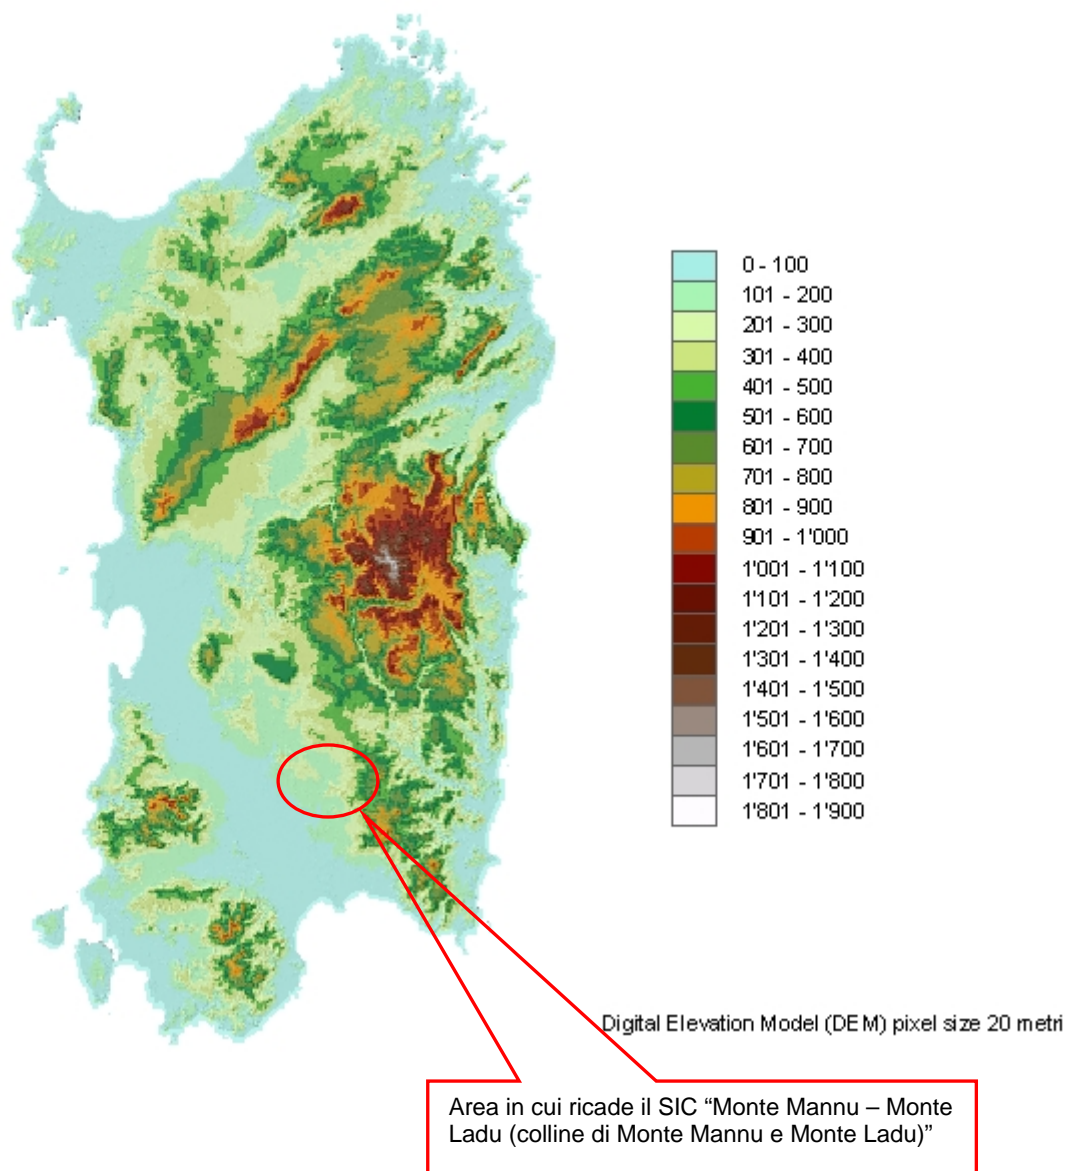 0 - 100
101 - 200
201 - 300
301 - 400
401 - 500
501 - 600
601 - 700
701 - 800
801 - 900
901 - 1'000
1'001 - 1'100
1'101 - 1'200
1'201 - 1'300
1'301 - 1'400
1'401 - 1'500
1'501 - 1'600
1'601 - 1'700
1'701 - 1'800
1'801 - 1'900
Digital Elevation Model (DEM) pixel size 20 metri
Area in cui ricade il SIC “Monte Mannu – Monte
Ladu (colline di Monte Mannu e Monte Ladu)”